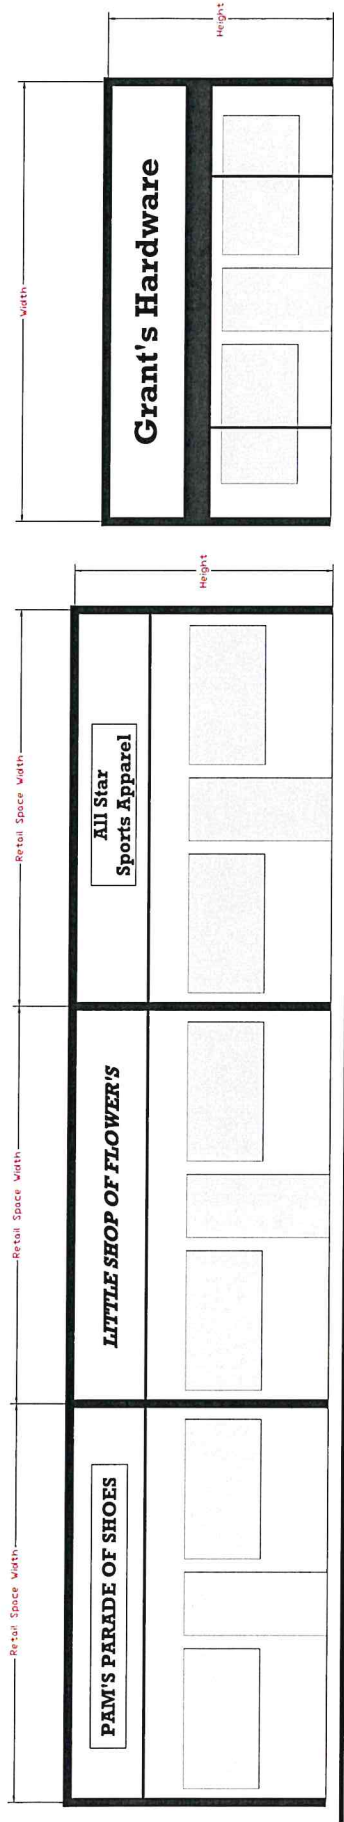 Retail Space Width
Retail Space Width
Retail Space Width
Height
PAM'S PARADE OF SHOES
LITTLE SHOP OF FLOWER'S
All Star
Sports Apparel
Width
Height
Grant's Hardware